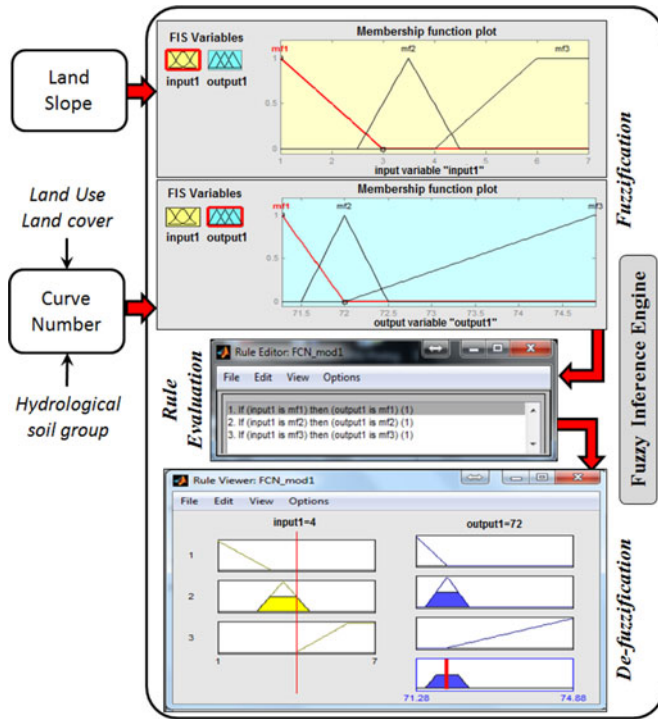 Land
Slope
Land Use
Land cover
Curve
Number
Hydrological
soil group
FIS Variables
input1 output1
Membership function plot
mf1 mf2 mf3
1
0.5
0
1 2 3 4 5 6 7
input variable "input1"
FIS Variables
input1 output1
Membership function plot
mf1 mf2 mf3
1
0.5
0
71.5 72 72.5 73 73.5 74 74.5
output variable "output1"
Fuzzification
Rule
Evaluation
Rule Editor: FCN_mod1
File Edit View Options
1. If (input1 is mf1) then (output1 is mf1) (1)
2. If (input1 is mf2) then (output1 is mf2) (1)
3. If (input1 is mf3) then (output1 is mf3) (1)
Fuzzy Inference Engine
Rule Viewer: FCN_mod1
File Edit View Options
input1=4 output1=72
1
2
3
1 7
71.28 74.88
De-fuzzification